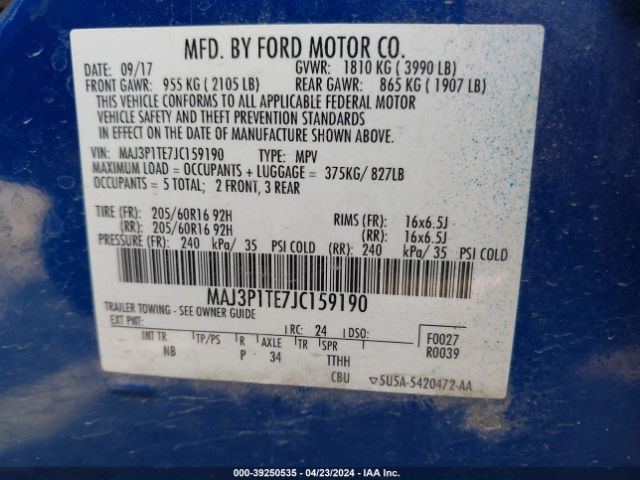 MFD. BY FORD MOTOR CO.
DATE: 09/17 GVWR: 1810 KG ( 3990 LB)
FRONT GAWR: 955 KG ( 2105 LB) REAR GAWR: 865 KG ( 1907 LB)
THIS VEHICLE CONFORMS TO ALL APPLICABLE FEDERAL MOTOR
VEHICLE SAFETY AND THEFT PREVENTION STANDARDS
IN EFFECT ON THE DATE OF MANUFACTURE SHOWN ABOVE.
VIN: MAJ3P1TE7JC159190 TYPE: MPV
MAXIMUM LOAD = OCCUPANTS + LUGGAGE = 375KG/ 827LB
OCCUPANTS = 5 TOTAL; 2 FRONT, 3 REAR
TIRE (FR): 205/60R16 92H RIMS (FR): 16x6.5J
(RR): 205/60R16 92H (RR): 16x6.5J
PRESSURE (FR): 240 kPa/ 35 PSI COLD (RR): 240 kPa/ 35 PSI COLD
MAJ3P1TE7JC159190
TRAILER TOWING - SEE OWNER GUIDE
EXT PNT: RC: 24 DSO: F0027
INT TR TP/PS R AXLE TR SPR R0039
NB P 34 TTHH
CBU 5U5A-5420472-AA
000-39250535 - 04/23/2024 - IAA Inc.